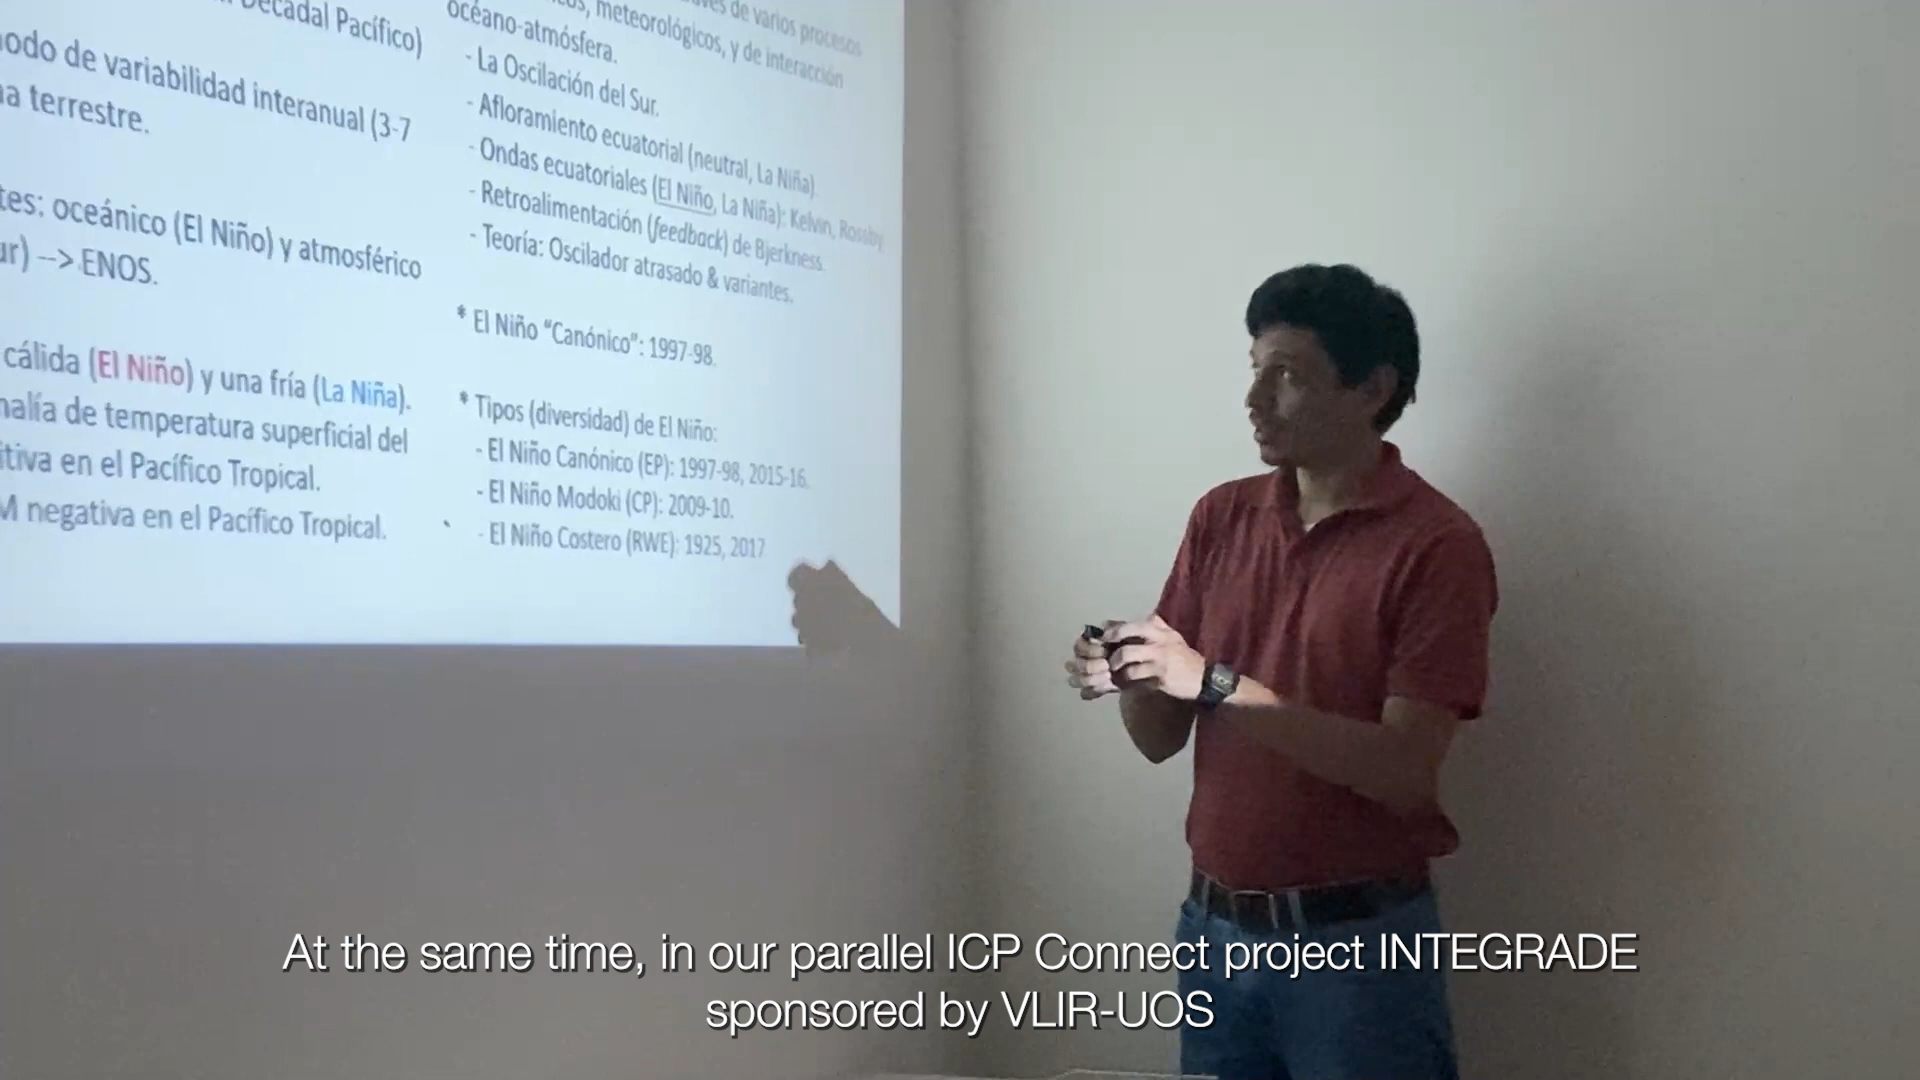 Decadal Pacífico)
modo de variabilidad interanual (3-7
terrestre.
oceánico (El Niño) y atmosférico
--> ENOS.
cálida (El Niño) y una fría (La Niña).
de temperatura superficial del
en el Pacífico Tropical.
negativa en el Pacífico Tropical.
de varios procesos
meteorológicos, y de interacción
océano-atmósfera.
- La Oscilación del Sur.
- Afloramiento ecuatorial (neutral, La Niña)
- Ondas ecuatoriales (El Niño, La Niña): Kelvin, Rossby
- Retroalimentación (feedback) de Bjerkness.
- Teoría: Oscilador atrasado & variantes.
* El Niño “Canónico”: 1997-98.
* Tipos (diversidad) de El Niño:
- El Niño Canónico (EP): 1997-98, 2015-16.
- El Niño Modoki (CP): 2009-10.
- El Niño Costero (RWE): 1925, 2017
At the same time, in our parallel ICP Connect project INTEGRADE
sponsored by VLIR-UOS